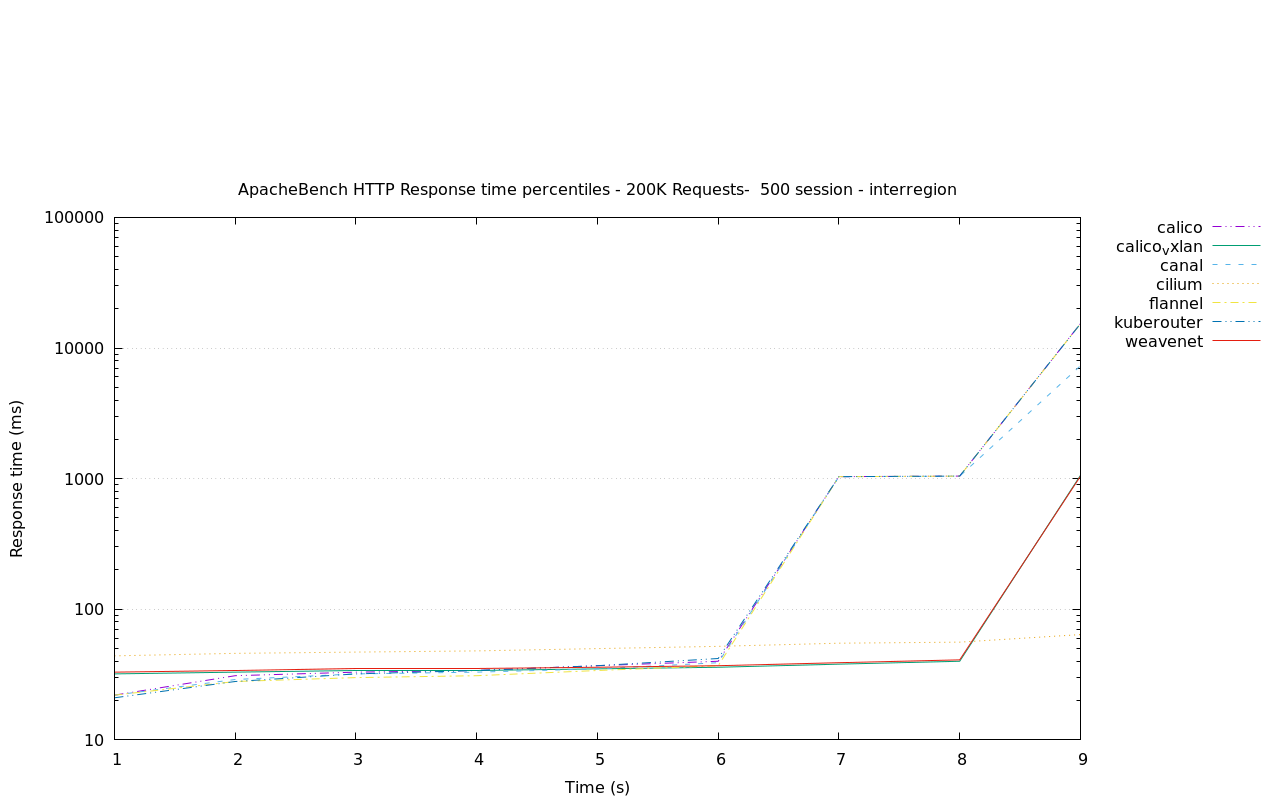 ApacheBench HTTP Response time percentiles - 200K Requests-  500 session - interregion
100000
10000
1000
100
10
Response time (ms)
1 2 3 4 5 6 7 8 9
Time (s)
calico
calicovxlan
canal
cilium
flannel
kuberouter
weavenet